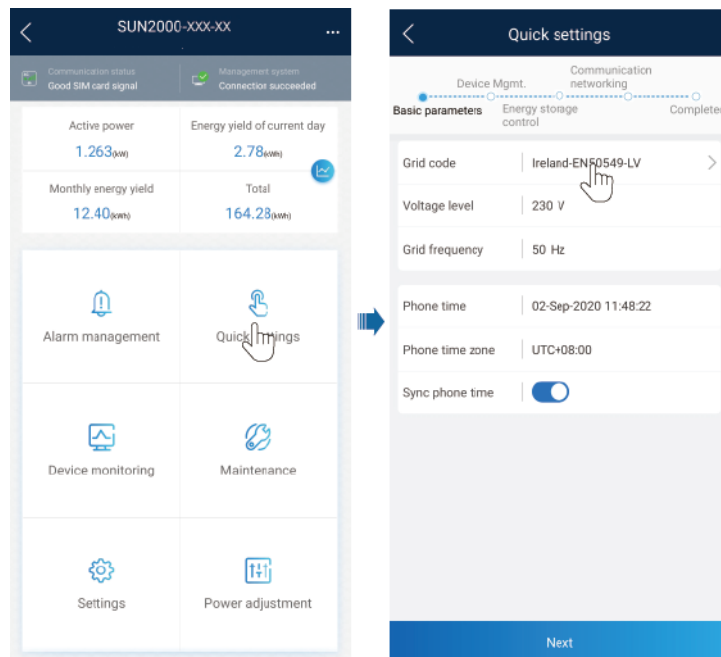 SUN2000-XXX-XX
...
Communication status
Good SIM card signal
Management system
Connection succeeded
Active power
1.263(kW)
Energy yield of current day
2.78(kWh)
Monthly energy yield
12.40(kWh)
Total
164.28(kWh)
Alarm management
Quick settings
Device monitoring
Maintenance
Settings
Power adjustment
Quick settings
Basic parameters
Device Mgmt.
Energy storage
control
Communication
networking
Completed
Grid code
Ireland-EN50549-LV
Voltage level
230 V
Grid frequency
50 Hz
Phone time
02-Sep-2020 11:48:22
Phone time zone
UTC+08:00
Sync phone time
Next